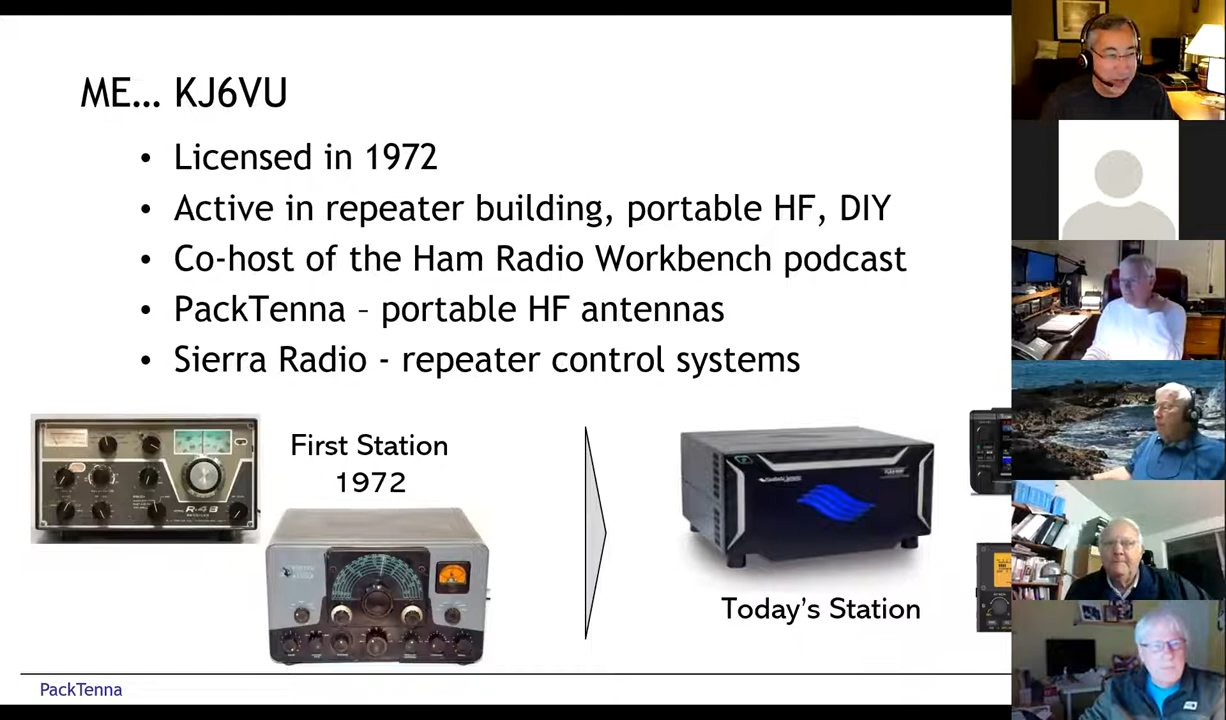 ME... KJ6VU
• Licensed in 1972
• Active in repeater building, portable HF, DIY
• Co-host of the Ham Radio Workbench podcast
• PackTenna – portable HF antennas
• Sierra Radio - repeater control systems
First Station
1972
R-4B
Today's Station
PackTenna